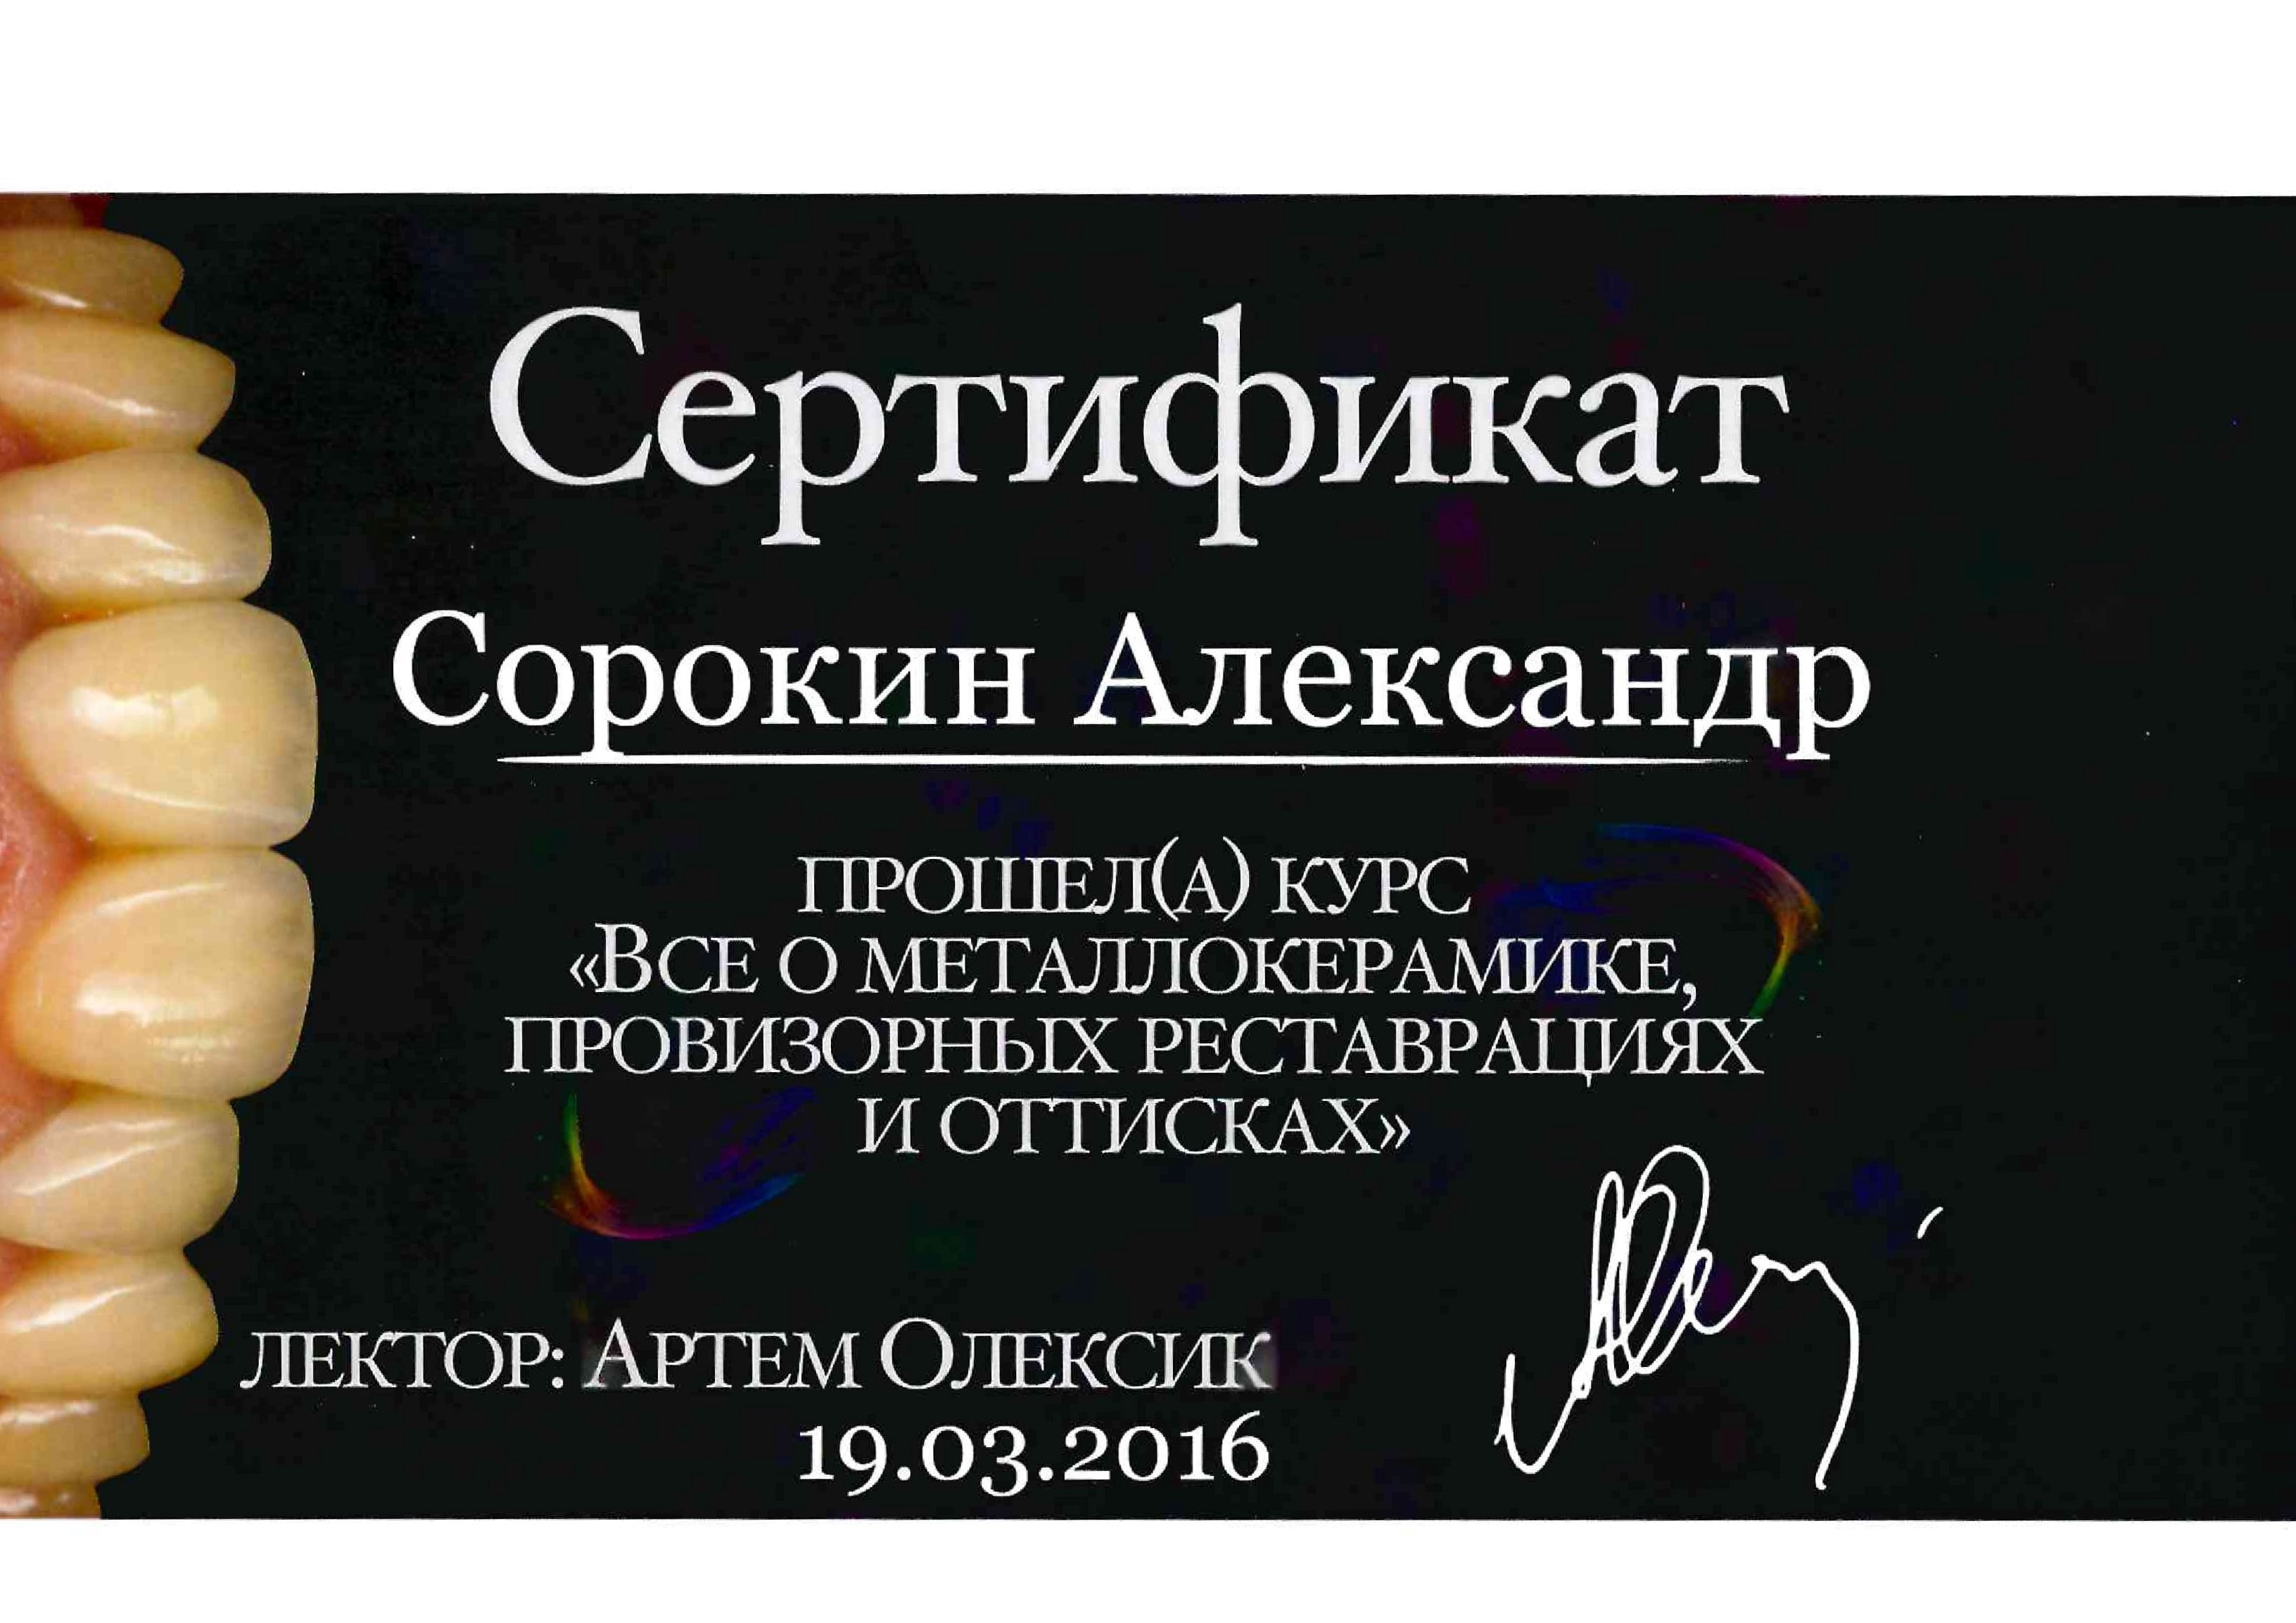 Сертификат
Сорокин Александр
ПРОШЕЛ(А) КУРС
«ВСЕ О МЕТАЛЛОКЕРАМИКЕ,
ПРОВИЗОРНЫХ РЕСТАВРАЦИЯХ
И ОТТИСКАХ»
ЛЕКТОР: АРТЕМ ОЛЕКСИК
19.03.2016